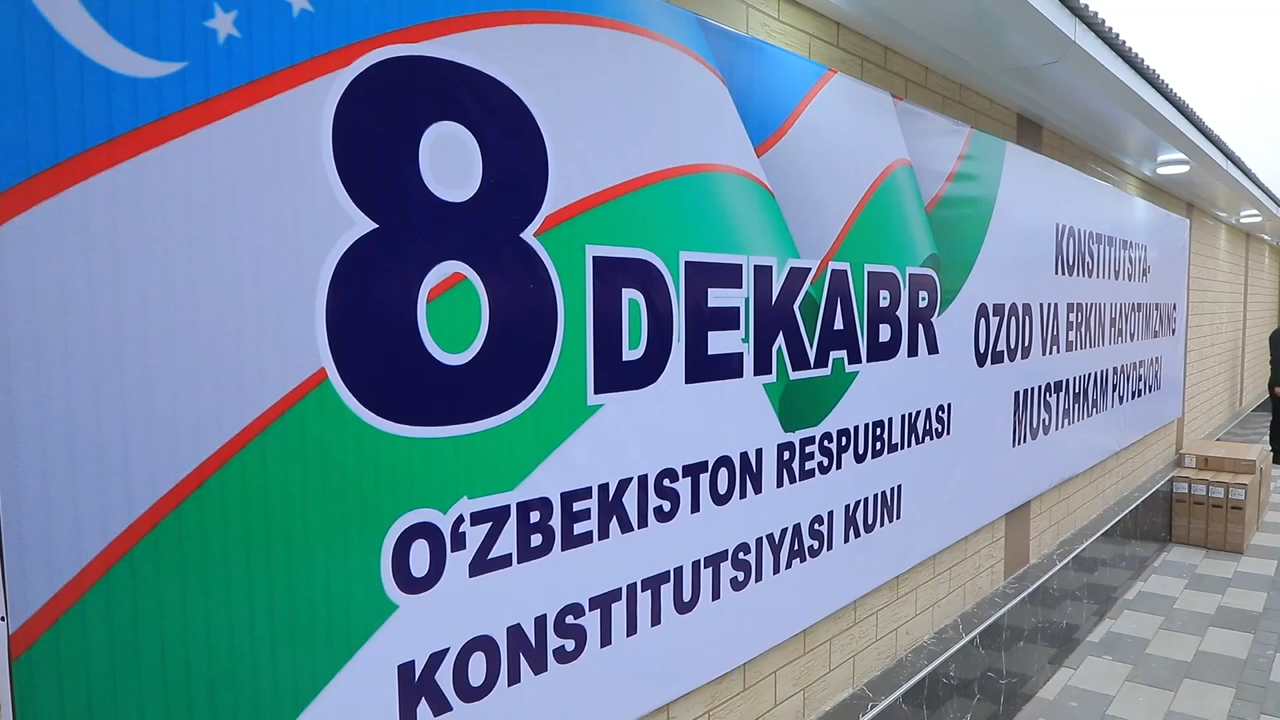 8 DEKABR
O‘ZBEKISTON RESPUBLIKASI
KONSTITUTSIYASI KUNI
KONSTITUTSIYA-
OZOD VA ERKIN HAYOTIMIZNING
MUSTAHKAM POYDEVORI